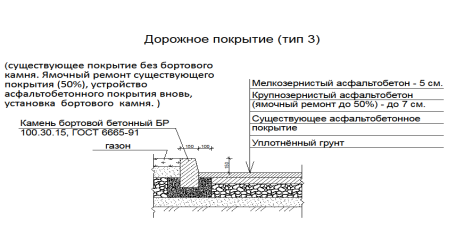 Дорожное покрытие (тип 3)
(существующее покрытие без бортового
камня. Ямочный ремонт существующего
покрытия (50%), устройство
асфальтобетонного покрытия вновь,
установка бортового камня. )
Камень бортовой бетонный БР
100.30.15, ГОСТ 6665-91
газон
Мелкозернистый асфальтобетон - 5 см.
Крупнозернистый асфальтобетон
(ямочный ремонт до 50%) - до 7 см.
Существующее асфальтобетонное
покрытие
Уплотнённый грунт
100 100